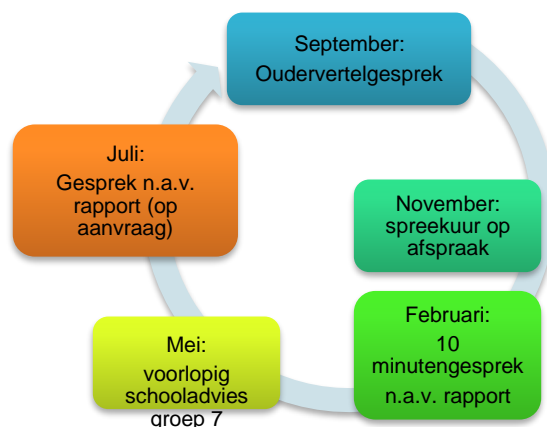 September:
Oudervertelgesprek
November:
spreekuur op
afspraak
Februari:
10
minutengesprek
n.a.v. rapport
Mei:
voorlopig
schooladvies
groep 7
Juli:
Gesprek n.a.v.
rapport (op
aanvraag)